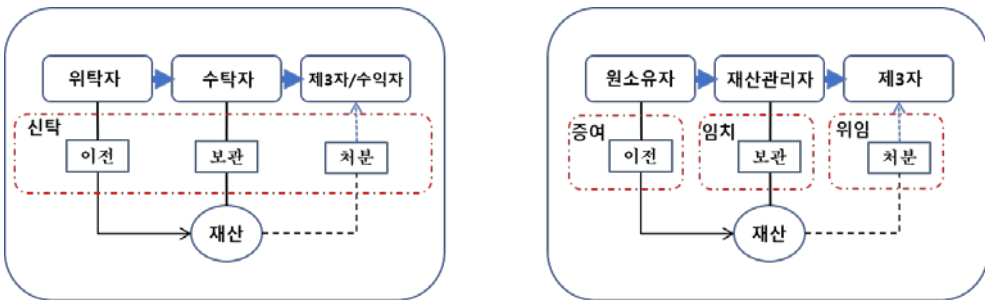 위탁자
수탁자
제3자/수익자
신탁
이전
보관
처분
재산
원소유자
재산관리자
제3자
증여
임치
위임
이전
보관
처분
재산